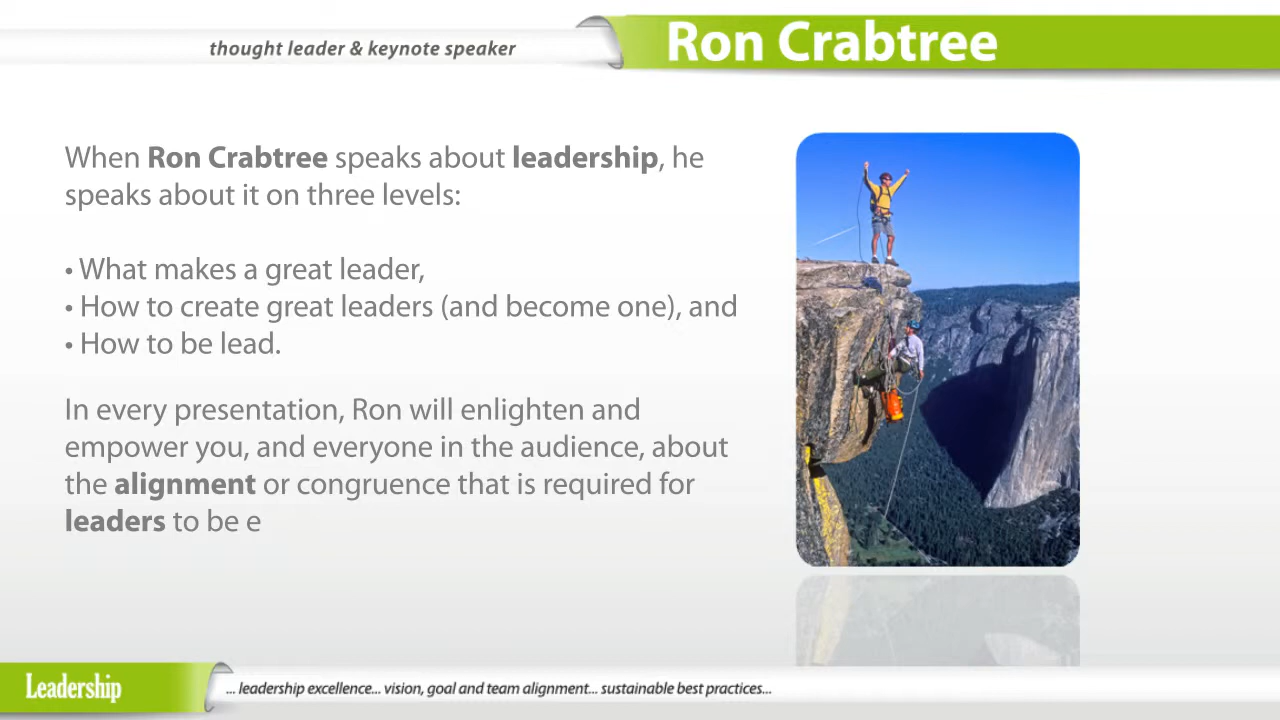 thought leader & keynote speaker
Ron Crabtree
When Ron Crabtree speaks about leadership, he
speaks about it on three levels:
• What makes a great leader,
• How to create great leaders (and become one), and
• How to be lead.
In every presentation, Ron will enlighten and
empower you, and everyone in the audience, about
the alignment or congruence that is required for
leaders to be e
Leadership
... leadership excellence... vision, goal and team alignment... sustainable best practices...